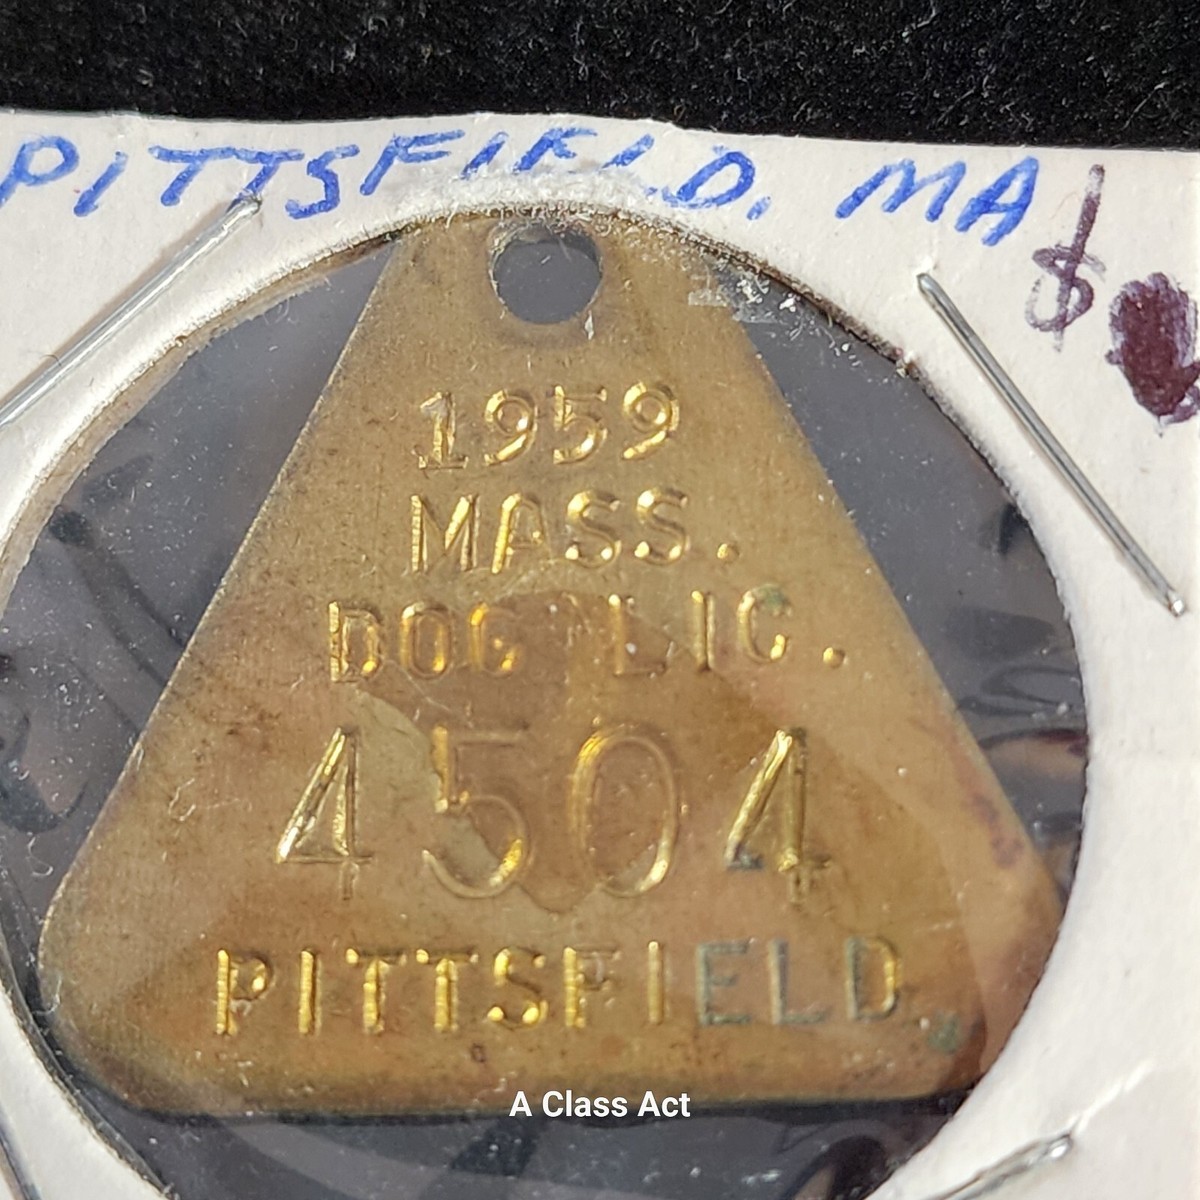 PITTSFIELD, MA
$
1959
MASS.
DOG LIC.
4504
PITTSFIELD.
A Class Act